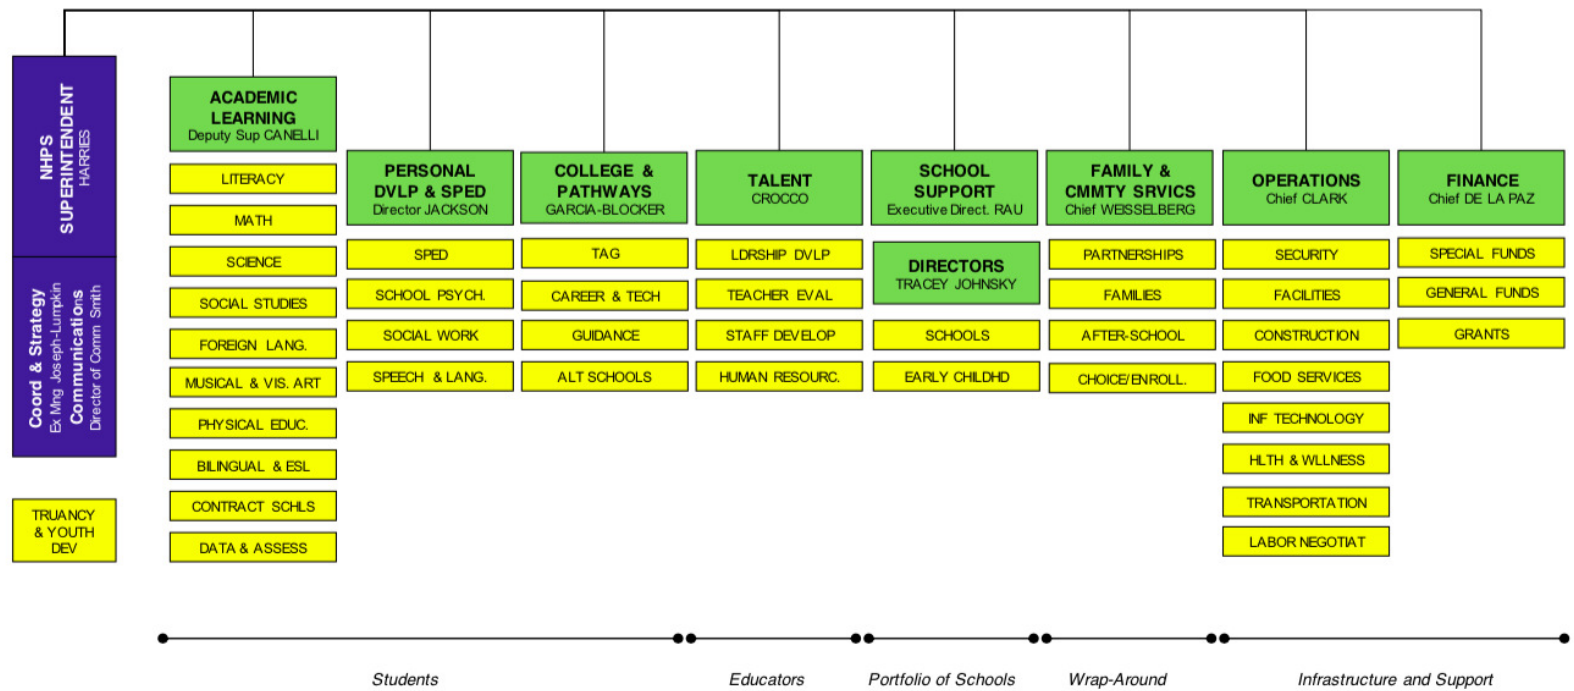 NHPS
SUPERINTENDENT
HARRIES
Coord & Strategy
Ex Mng Joseph-Lumpkin
Communications
Director of Comm Smith
TRUANCY
& YOUTH
DEV
ACADEMIC
LEARNING
Deputy Sup CANELLI
LITERACY
MATH
SCIENCE
SOCIAL STUDIES
FOREIGN LANG.
MUSICAL & VIS. ART
PHYSICAL EDUC.
BILINGUAL & ESL
CONTRACT SCHLS
DATA & ASSESS
PERSONAL
DVLP & SPED
Director JACKSON
SPED
SCHOOL PSYCH.
SOCIAL WORK
SPEECH & LANG.
COLLEGE &
PATHWAYS
GARCIA-BLOCKER
TAG
CAREER & TECH
GUIDANCE
ALT SCHOOLS
TALENT
CROCCO
LDRSHIP DVLP
TEACHER EVAL
STAFF DEVELOP
HUMAN RESOURC.
SCHOOL
SUPPORT
Executive Direct. RAU
DIRECTORS
TRACEY JOHNSKY
SCHOOLS
EARLY CHILDHD
FAMILY &
CMMTY SRVICS
Chief WEISSELBERG
PARTNERSHIPS
FAMILIES
AFTER-SCHOOL
CHOICE/ENROLL.
OPERATIONS
Chief CLARK
SECURITY
FACILITIES
CONSTRUCTION
FOOD SERVICES
INF TECHNOLOGY
HLTH & WLLNESS
TRANSPORTATION
LABOR NEGOTIAT
FINANCE
Chief DE LA PAZ
SPECIAL FUNDS
GENERAL FUNDS
GRANTS
Students
Educators
Portfolio of Schools
Wrap-Around
Infrastructure and Support